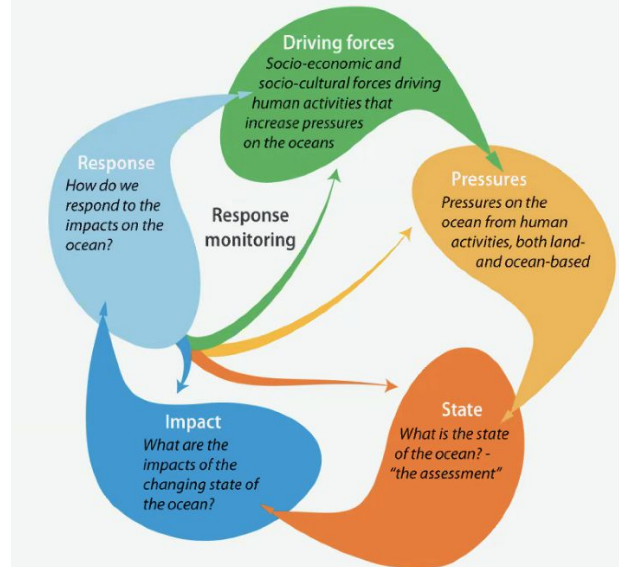 Driving forces
Socio-economic and
socio-cultural forces driving
human activities that
increase pressures
on the oceans
Pressures
Pressures on the
ocean from human
activities, both land-
and ocean-based
State
What is the state
of the ocean? -
“the assessment”
Impact
What are the
impacts of the
changing state of
the ocean?
Response
How do we
respond to the
impacts on the
ocean?
Response
monitoring